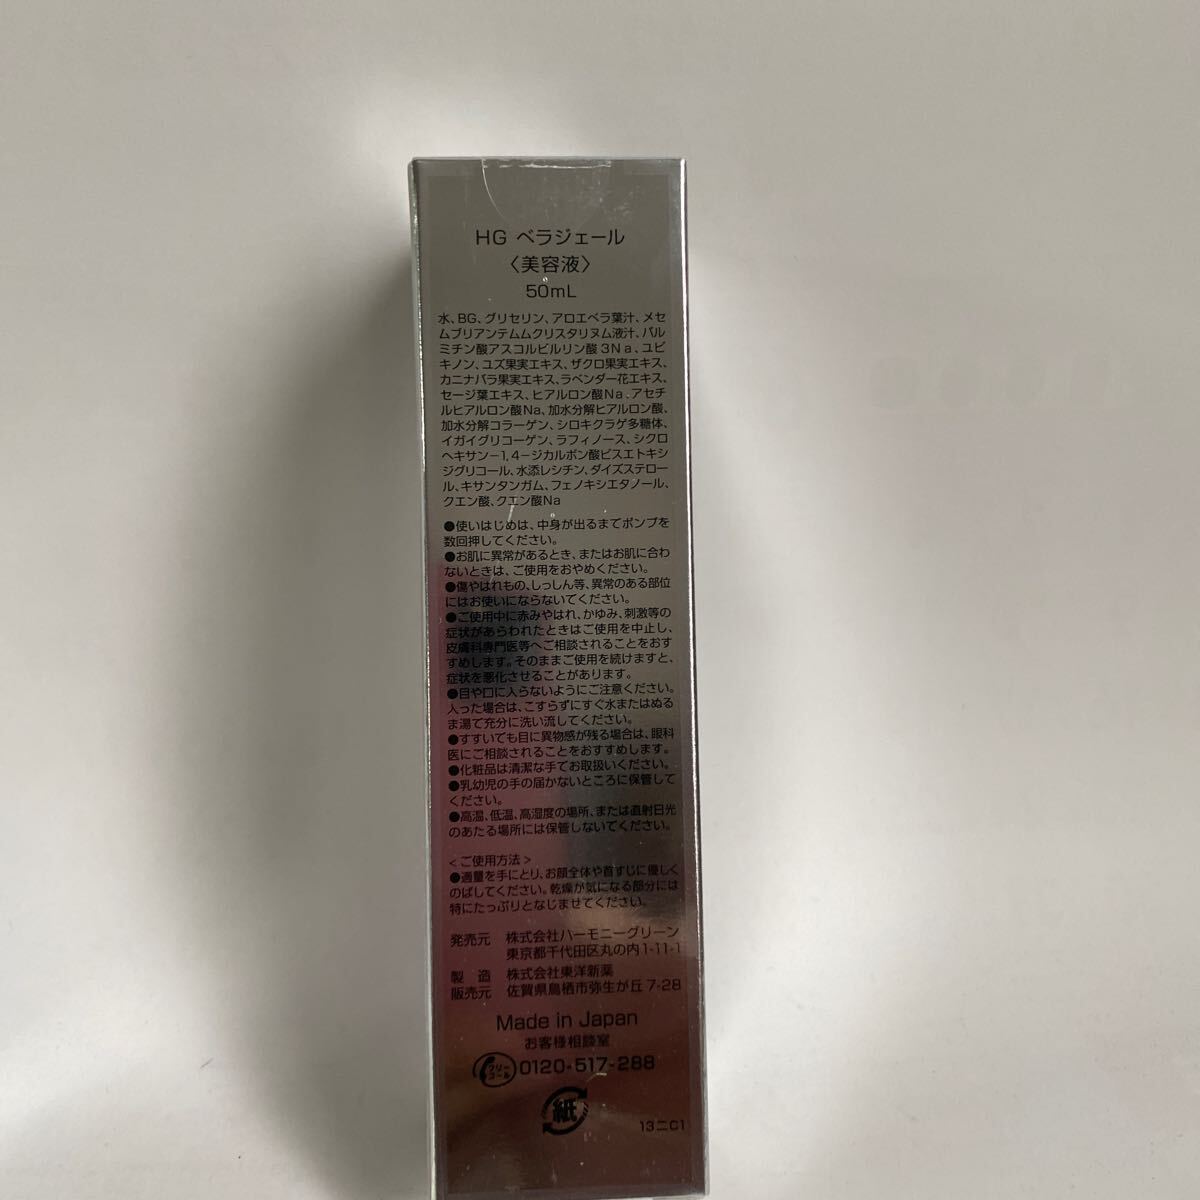 HG ベラジェール
〈美容液〉
50mL
水、BG、グリセリン、アロエベラ葉汁、メセ
ムブリアンテムムクリスタリヌム液汁、パル
ミチン酸アスコルビルリン酸3Na、ユビ
キノン、ユズ果実エキス、ザクロ果実エキス、
カニナバラ果実エキス、ラベンダー花エキス、
セージ葉エキス、ヒアルロン酸Na、アセチ
ルヒアルロン酸Na、加水分解ヒアルロン酸、
加水分解コラーゲン、シロキクラゲ多糖体、
イガイグリコーゲン、ラフィノース、シクロ
ヘキサン-1,4-ジカルボン酸ビスエトキシ
ジグリコール、水添レシチン、ダイズステロー
ル、キサンタンガム、フェノキシエタノール、
クエン酸、クエン酸Na
●使いはじめは、中身が出るまでポンプを
数回押してください。
●お肌に異常があるとき、またはお肌に合わ
ないときは、ご使用をおやめください。
●傷やはれもの、しっしん等、異常のある部位
にはお使いにならないでください。
●ご使用中に赤みやはれ、かゆみ、刺激等の
症状があらわれたときはご使用を中止し、
皮膚科専門医等へご相談されることをおす
すめします。そのままご使用を続けますと、
症状を悪化させることがあります。
●目や口に入らないようにご注意ください。
入った場合は、こすらずにすぐ水またはぬる
ま湯で充分に洗い流してください。
●すすいでも目に異物感が残る場合は、眼科
医にご相談されることをおすすめします。
●化粧品は清潔な手でお取扱いください。
●乳幼児の手の届かないところに保管して
ください。
●高温、低温、高湿度の場所、または直射日光
のあたる場所には保管しないでください。
<ご使用方法>
●適量を手にとり、お顔全体や首すじに優しく
のばしてください。乾燥が気になる部分には
特にたっぷりとなじませてください。
発売元 株式会社ハーモニーグリーン
東京都千代田区丸の内1-11-1
製造 株式会社東洋新薬
販売元 佐賀県鳥栖市弥生が丘7-28
Made in Japan
お客様相談室
フリーコール 0120-517-288
紙
13ニC1